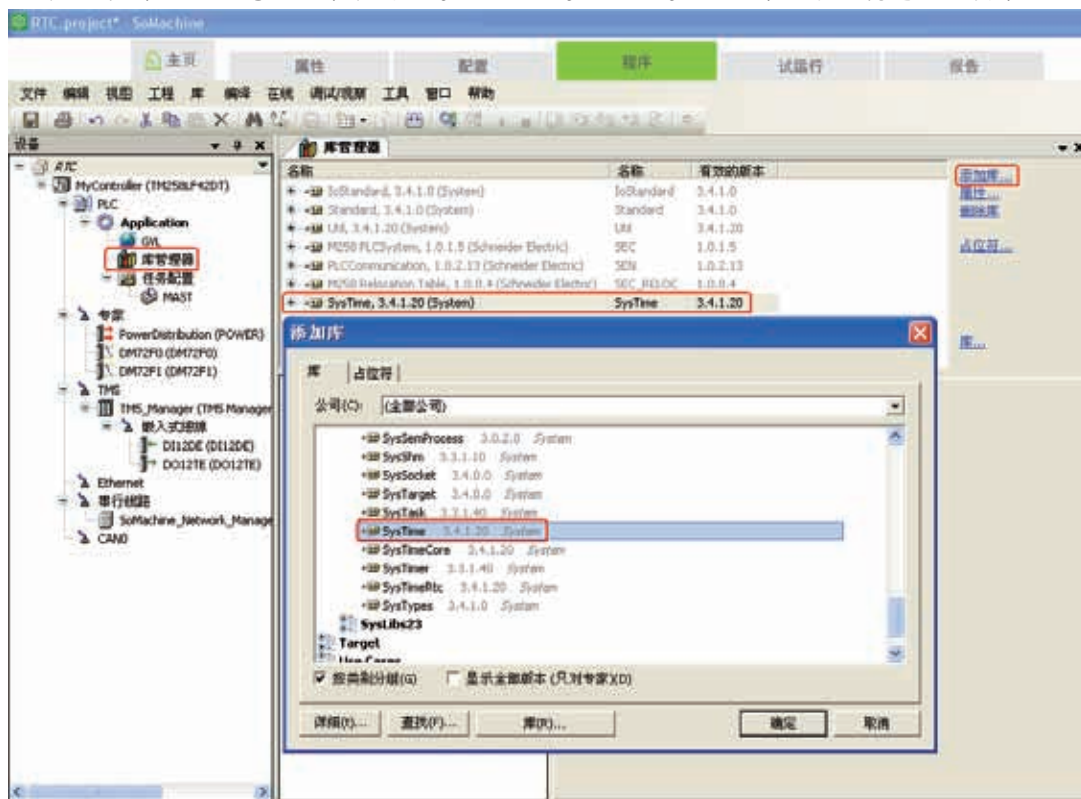 RTC.project* - SoMachine
主页
属性
配置
程序
试运行
报告
文件 编辑 视图 工程 库 编译 在线 调试/观察 工具 窗口 帮助
设备
RTC
MyController (TM258LF42DT)
PLC
Application
GVL
库管理器
任务配置
MAST
专家
PowerDistribution (POWER)
DM72F0 (DM72F0)
DM72F1 (DM72F1)
TMS
TMS_Manager (TMS Manager
嵌入式总线
DI12DE (DI12DE)
DO12TE (DO12TE)
Ethernet
串行线路
SoMachine_Network_Manage
CAN0
库管理器
名称 名称 有效的版本
IoStandard, 3.4.1.0 (System) IoStandard 3.4.1.0
Standard, 3.4.1.0 (System) Standard 3.4.1.0
Util, 3.4.1.20 (System) Util 3.4.1.20
M258 PLCSystem, 1.0.1.5 (Schneider Electric) SEC 1.0.1.5
PLCCommunication, 1.0.2.13 (Schneider Electric) SEN 1.0.2.13
M258 Relocation Table, 1.0.0.4 (Schneider Electric) SEC_RELOC 1.0.0.4
SysTime, 3.4.1.20 (System) SysTime 3.4.1.20
添加库...
属性...
删除库
占位符...
库...
添加库
库 占位符
公司(C): (全部公司)
SysSemProcess 3.0.2.0 System
SysShm 3.3.1.10 System
SysSocket 3.4.0.0 System
SysTarget 3.4.0.0 System
SysTask 3.3.1.40 System
SysTime 3.4.1.20 System
SysTimeCore 3.4.1.20 System
SysTimer 3.3.1.40 System
SysTimeRtc 3.4.1.20 System
SysTypes 3.4.1.0 System
SysLibs23
Target
Use Cases
按类别分组(G) 显示全部版本 (只对专家)(D)
详细(t)... 查找(F)... 库(R)... 确定 取消